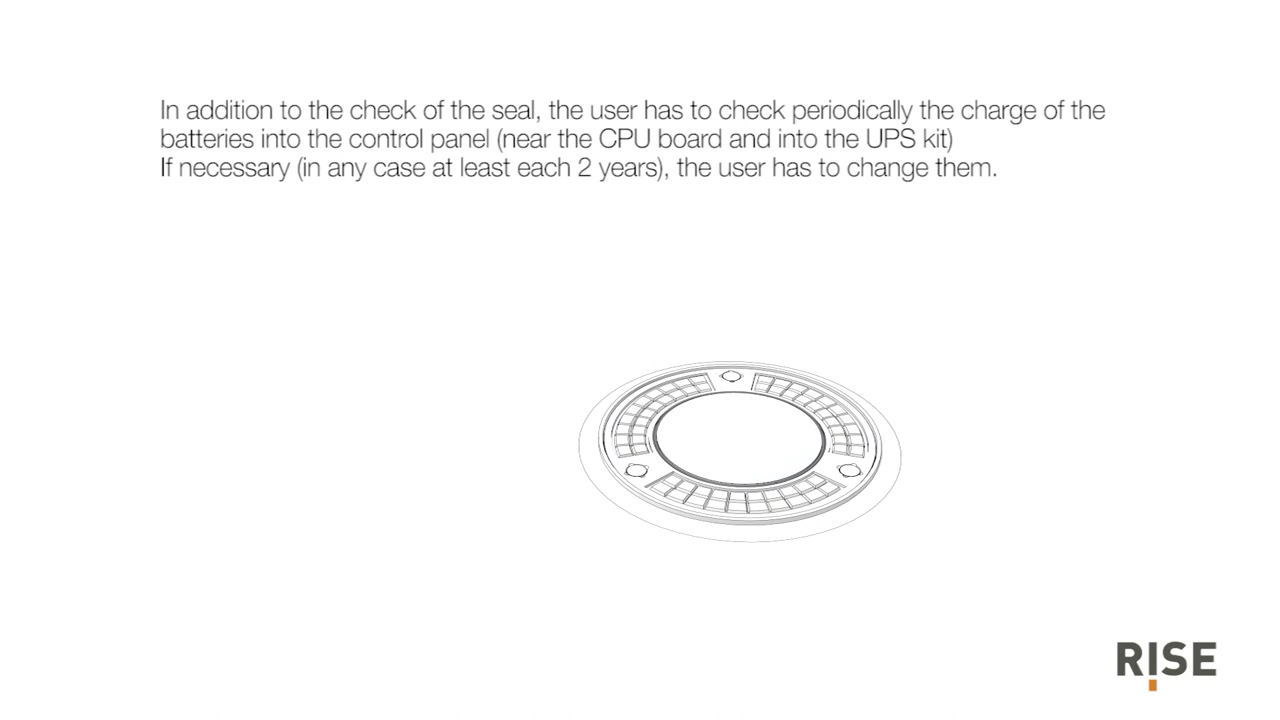 In addition to the check of the seal, the user has to check periodically the charge of the
batteries into the control panel (near the CPU board and into the UPS kit)
If necessary (in any case at least each 2 years), the user has to change them.
RISE